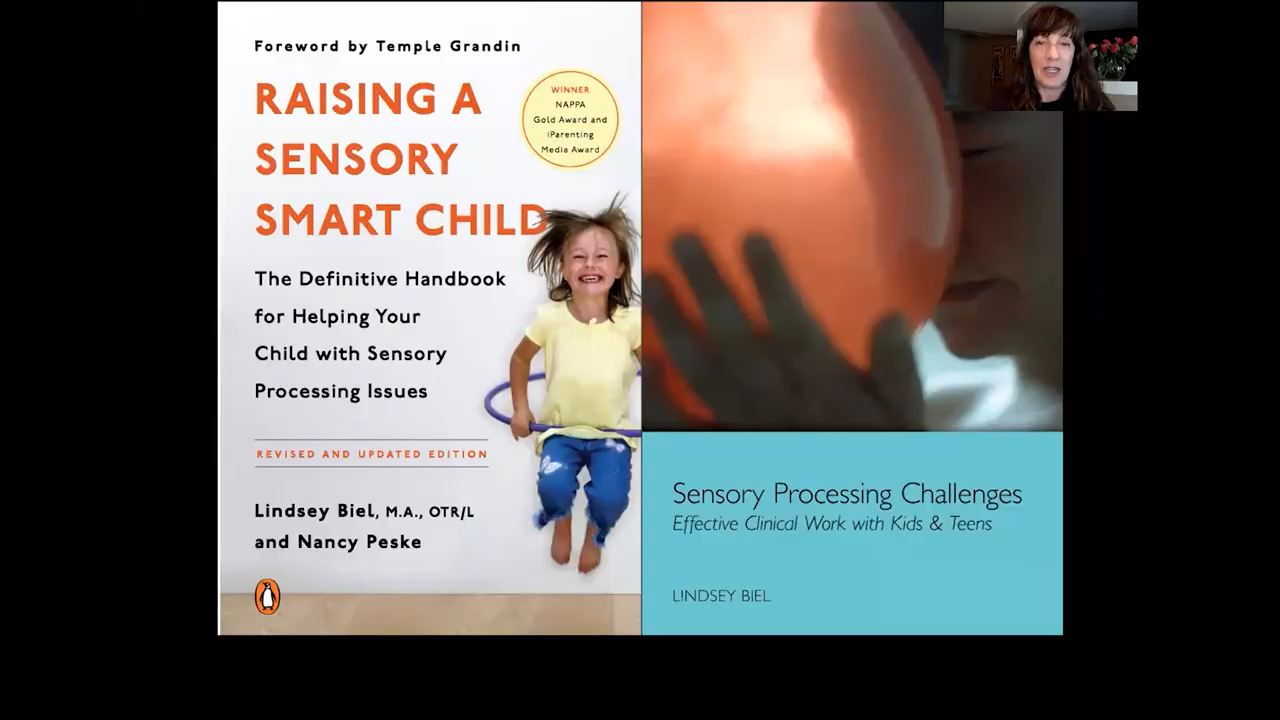 Foreword by Temple Grandin
RAISING A
SENSORY
SMART CHILD
WINNER
NAPPA
Gold Award and
iParenting
Media Award
The Definitive Handbook
for Helping Your
Child with Sensory
Processing Issues
REVISED AND UPDATED EDITION
Lindsey Biel, M.A., OTR/L
and Nancy Peske
Sensory Processing Challenges
Effective Clinical Work with Kids & Teens
LINDSEY BIEL